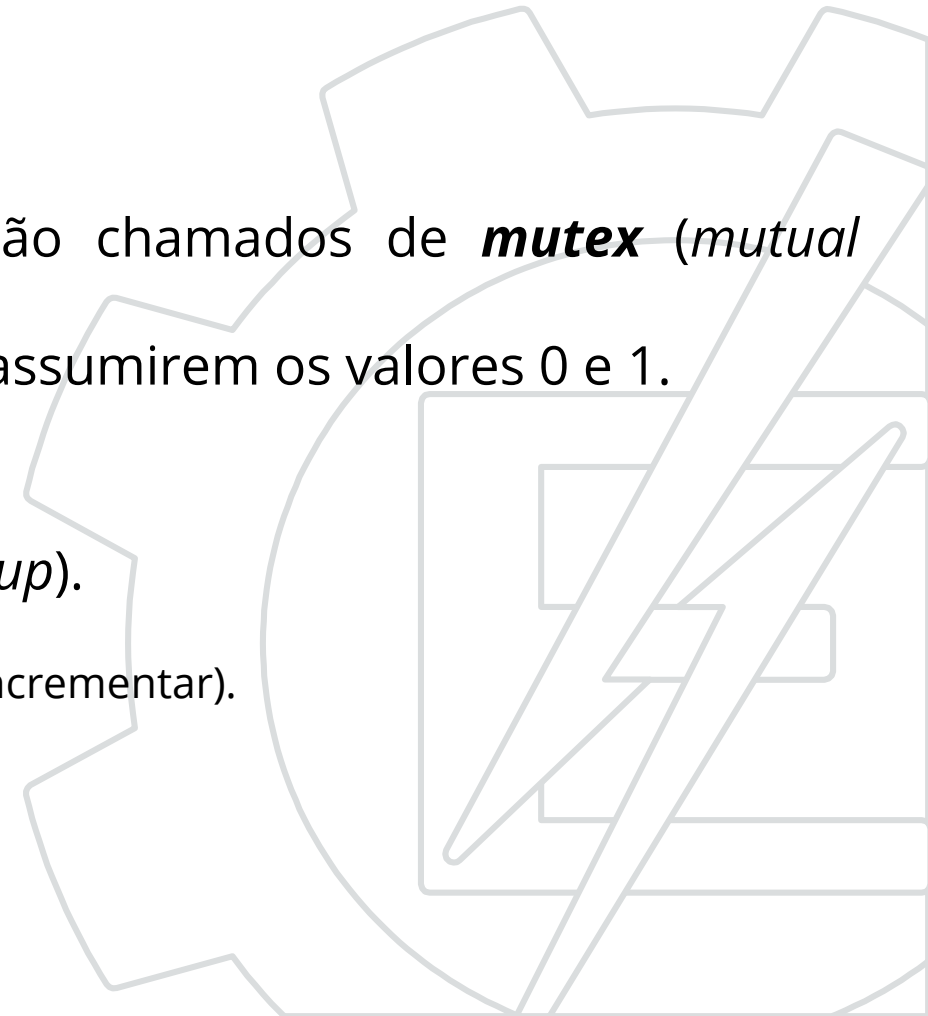 ão chamados de mutex (mutual
assumirem os valores 0 e 1.
up).
ncrementar).